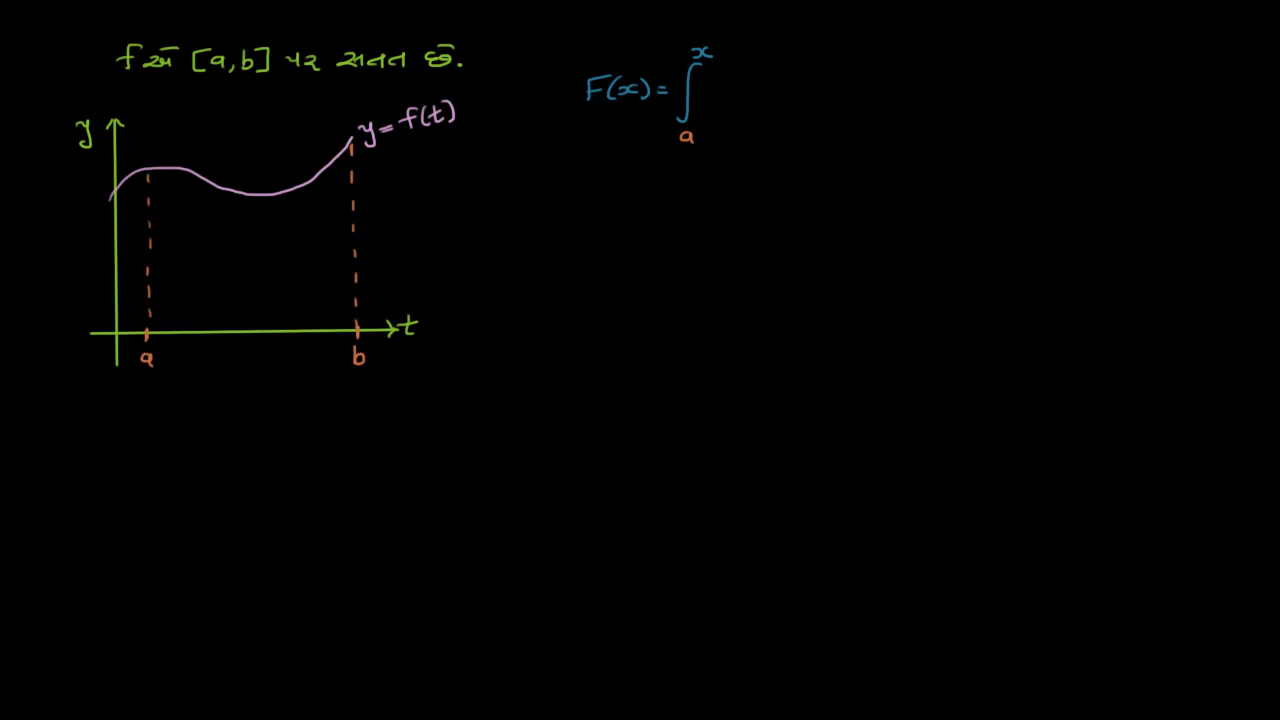 f એ [a,b] પર સતત છે.
F(x) = ∫ₐˣ
y
y = f(t)
t
a
b